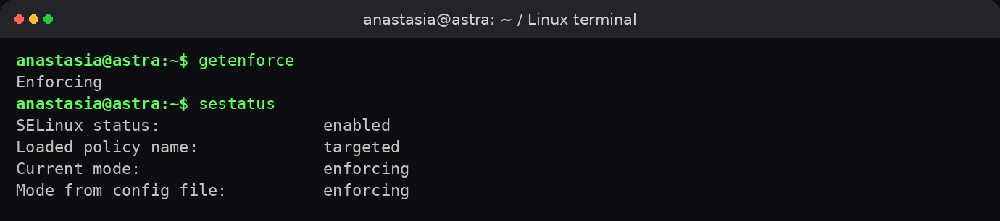 anastasia@astra: ~ / Linux terminal
anastasia@astra:~$ getenforce
Enforcing
anastasia@astra:~$ sestatus
SELinux status:                 enabled
Loaded policy name:             targeted
Current mode:                   enforcing
Mode from config file:          enforcing